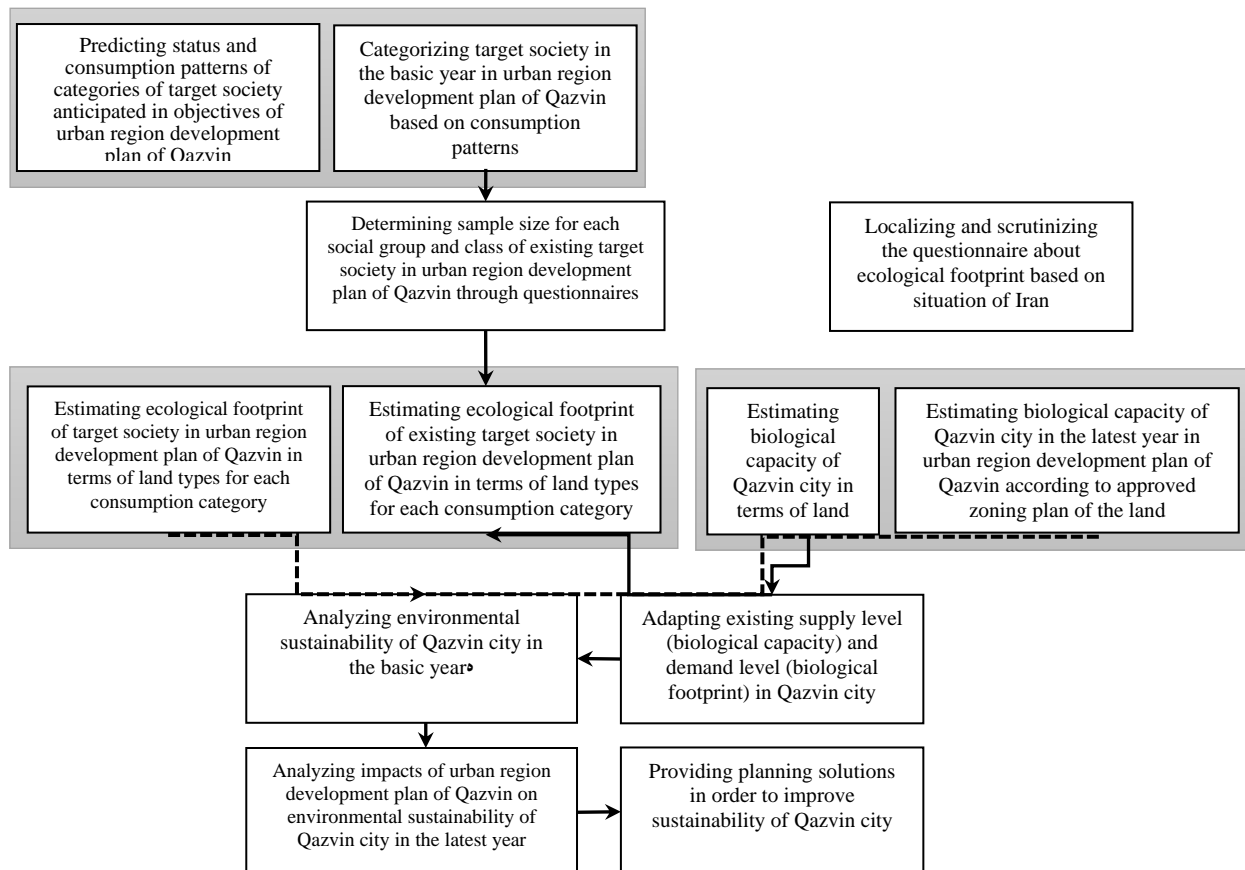 Predicting status and
consumption patterns of
categories of target society
anticipated in objectives of
urban region development
plan of Qazvin
Categorizing target society in
the basic year in urban region
development plan of Qazvin
based on consumption
patterns
Determining sample size for each
social group and class of existing target
society in urban region development
plan of Qazvin through questionnaires
Localizing and scrutinizing
the questionnaire about
ecological footprint based on
situation of Iran
Estimating ecological footprint
of target society in urban region
development plan of Qazvin in
terms of land types for each
consumption category
Estimating ecological footprint
of existing target society in
urban region development plan
of Qazvin in terms of land types
for each consumption category
Estimating
biological
capacity of
Qazvin city in
terms of land
Estimating biological capacity of
Qazvin city in the latest year in
urban region development plan of
Qazvin according to approved
zoning plan of the land
Analyzing environmental
sustainability of Qazvin city in
the basic yearه
Adapting existing supply level
(biological capacity) and
demand level (biological
footprint) in Qazvin city
Analyzing impacts of urban region
development plan of Qazvin on
environmental sustainability of
Qazvin city in the latest year
Providing planning solutions
in order to improve
sustainability of Qazvin city